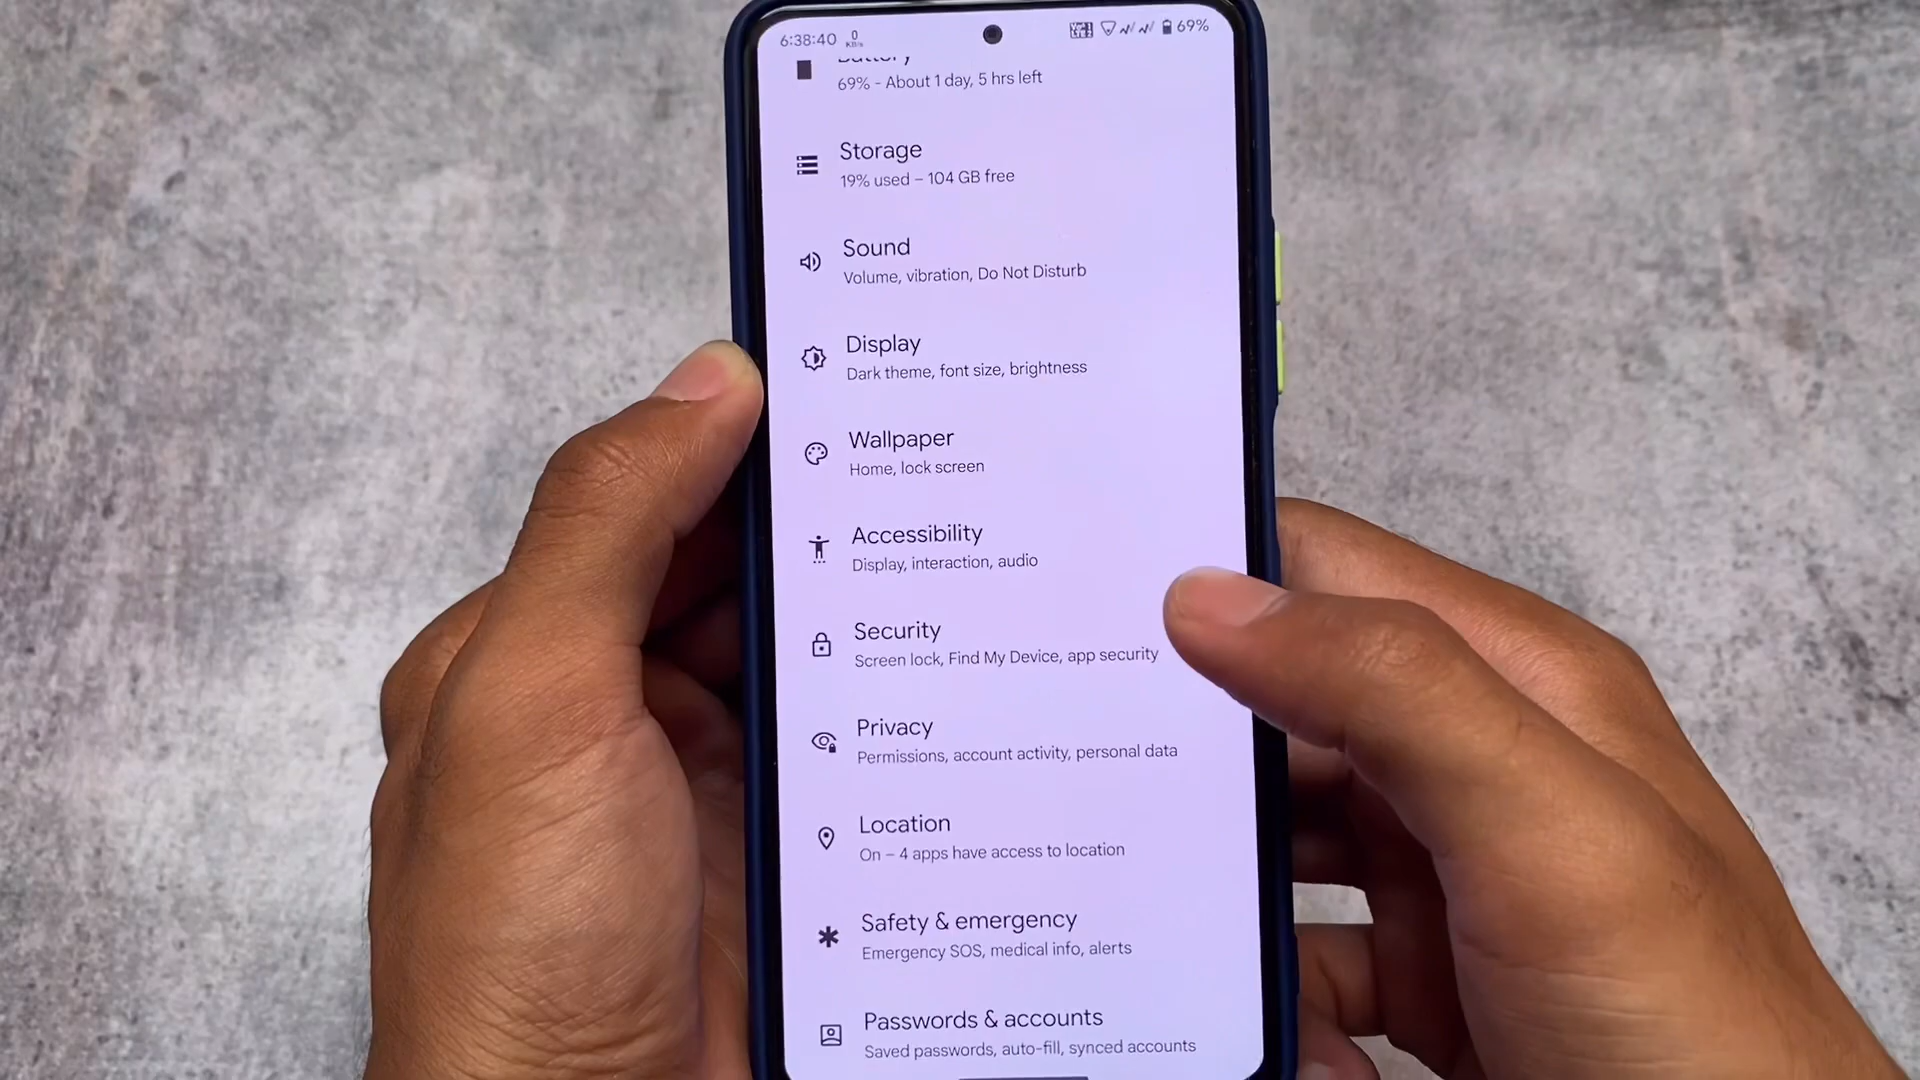 6:38:40 0 KB/s 69%
Battery
69% - About 1 day, 5 hrs left
Storage
19% used – 104 GB free
Sound
Volume, vibration, Do Not Disturb
Display
Dark theme, font size, brightness
Wallpaper
Home, lock screen
Accessibility
Display, interaction, audio
Security
Screen lock, Find My Device, app security
Privacy
Permissions, account activity, personal data
Location
On – 4 apps have access to location
Safety & emergency
Emergency SOS, medical info, alerts
Passwords & accounts
Saved passwords, auto-fill, synced accounts